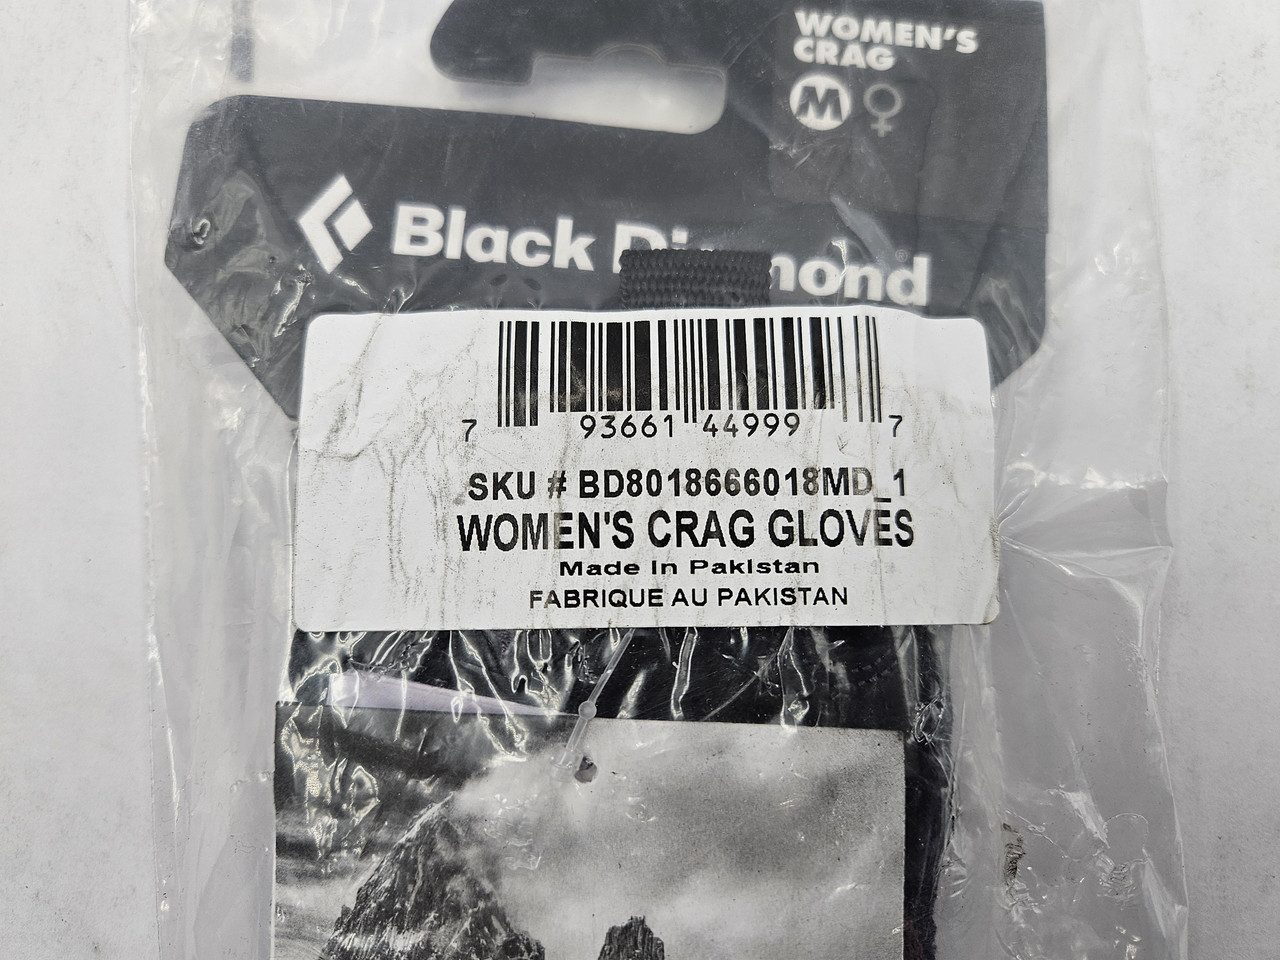 WOMEN'S
CRAG
M
Black Diamond®
7 93661 44999 7
SKU # BD8018666018MD_1
WOMEN'S CRAG GLOVES
Made In Pakistan
FABRIQUE AU PAKISTAN